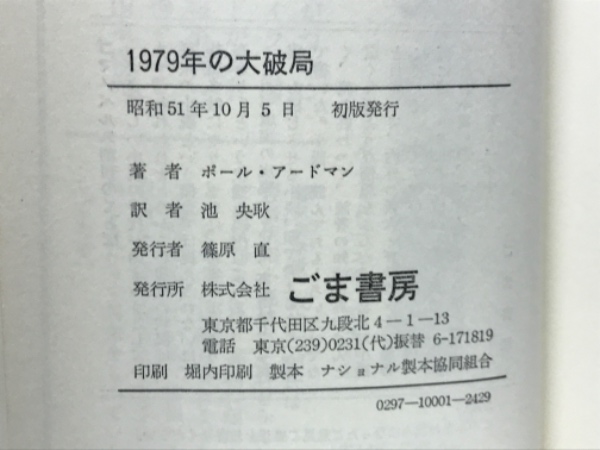 1979年の大破局
昭和51年10月5日 初版発行
著者 ポール・アードマン
訳者 池 央耿
発行者 篠原 直
発行所 株式会社 ごま書房
東京都千代田区九段北4―1―13
電話 東京(239)0231(代)振替 6-171819
印刷 堀内印刷 製本 ナショナル製本協同組合
0297―10001―2429